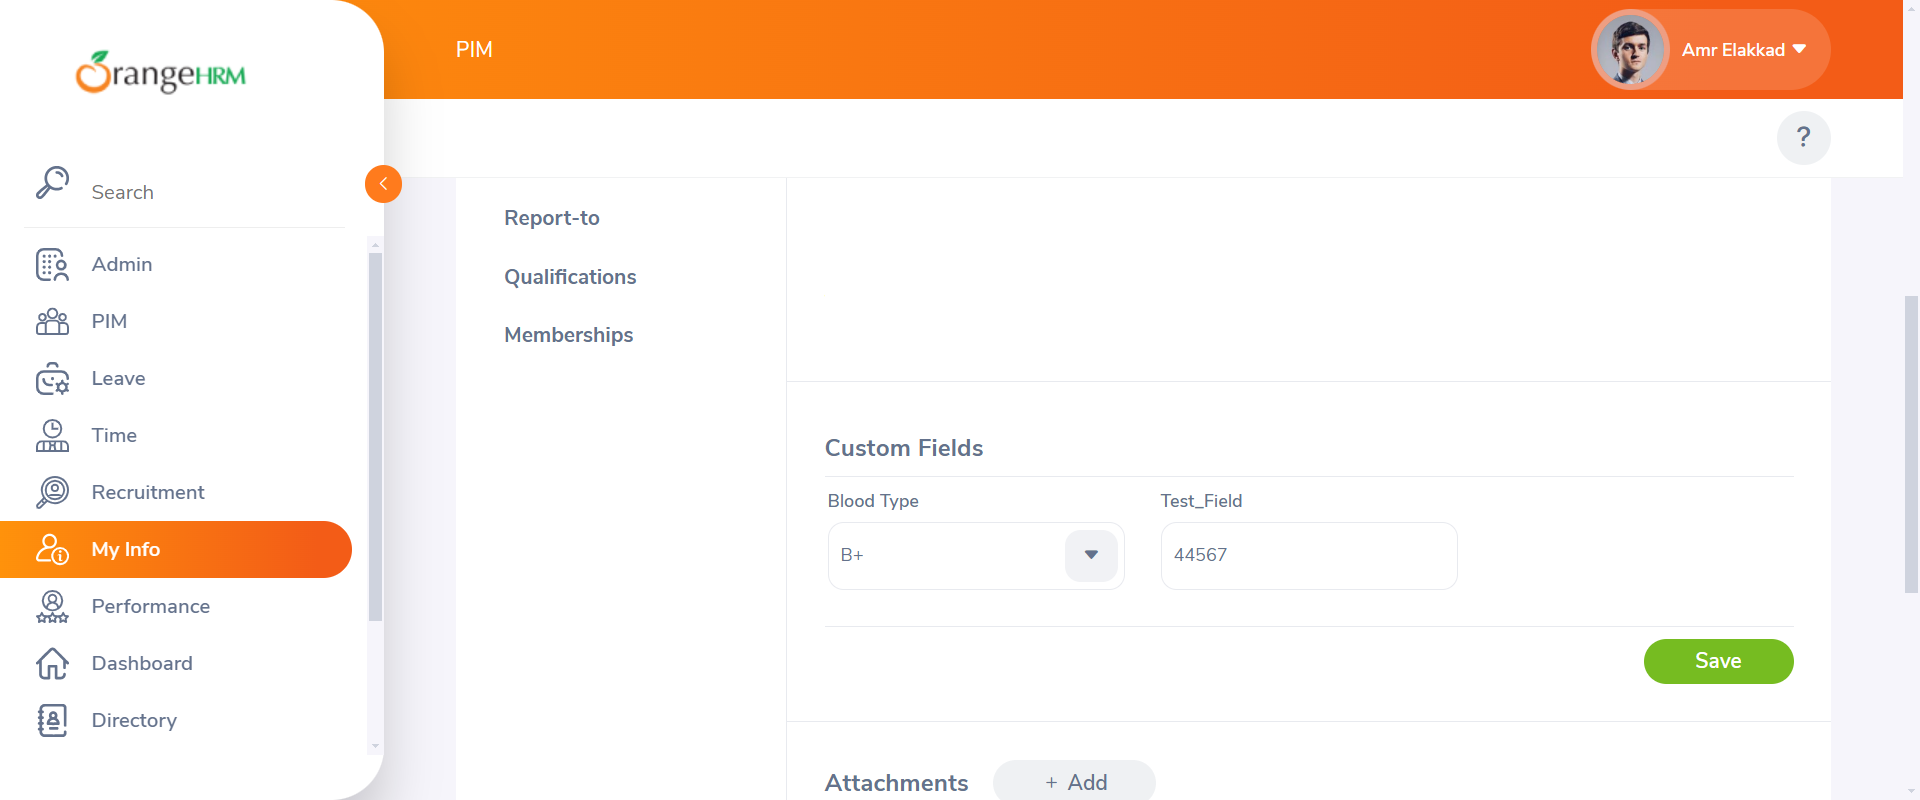 OrangeHRM
PIM
Amr Elakkad
?
Search
Admin
PIM
Leave
Time
Recruitment
My Info
Performance
Dashboard
Directory
Report-to
Qualifications
Memberships
Custom Fields
Blood Type
Test_Field
B+
44567
Save
Attachments
+ Add